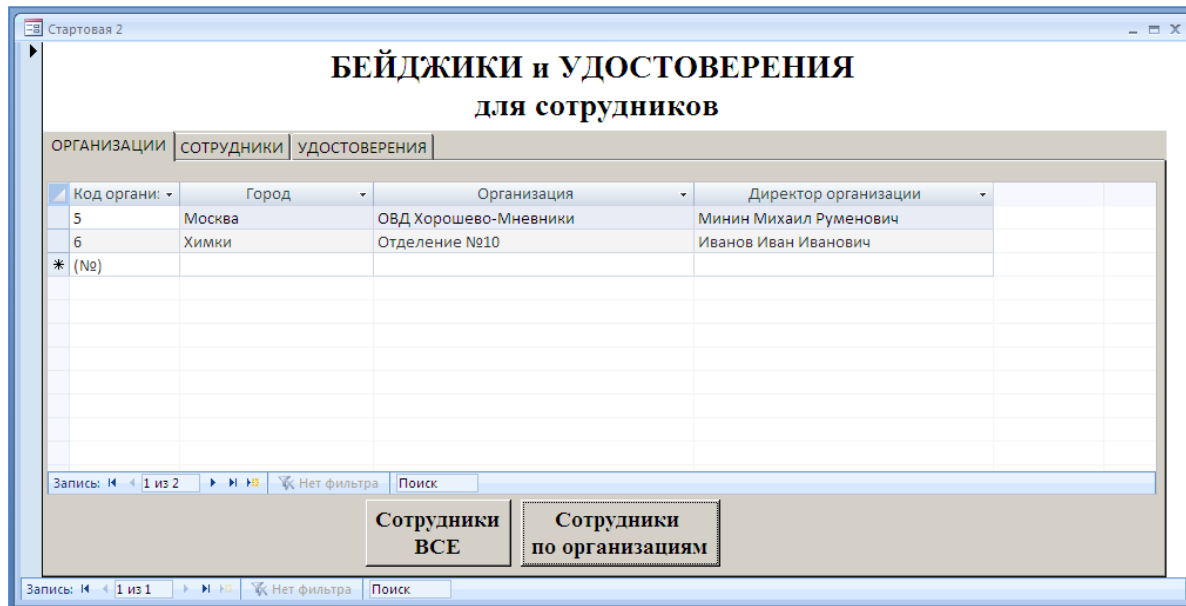 Стартовая 2
БЕЙДЖИКИ и УДОСТОВЕРЕНИЯ
для сотрудников
ОРГАНИЗАЦИИ СОТРУДНИКИ УДОСТОВЕРЕНИЯ
Код органи: Город Организация Директор организации
5 Москва ОВД Хорошево-Мневники Минин Михаил Руменович
6 Химки Отделение №10 Иванов Иван Иванович
* (№)
Запись: 1 из 2 Нет фильтра Поиск
Сотрудники
ВСЕ
Сотрудники
по организациям
Запись: 1 из 1 Нет фильтра Поиск